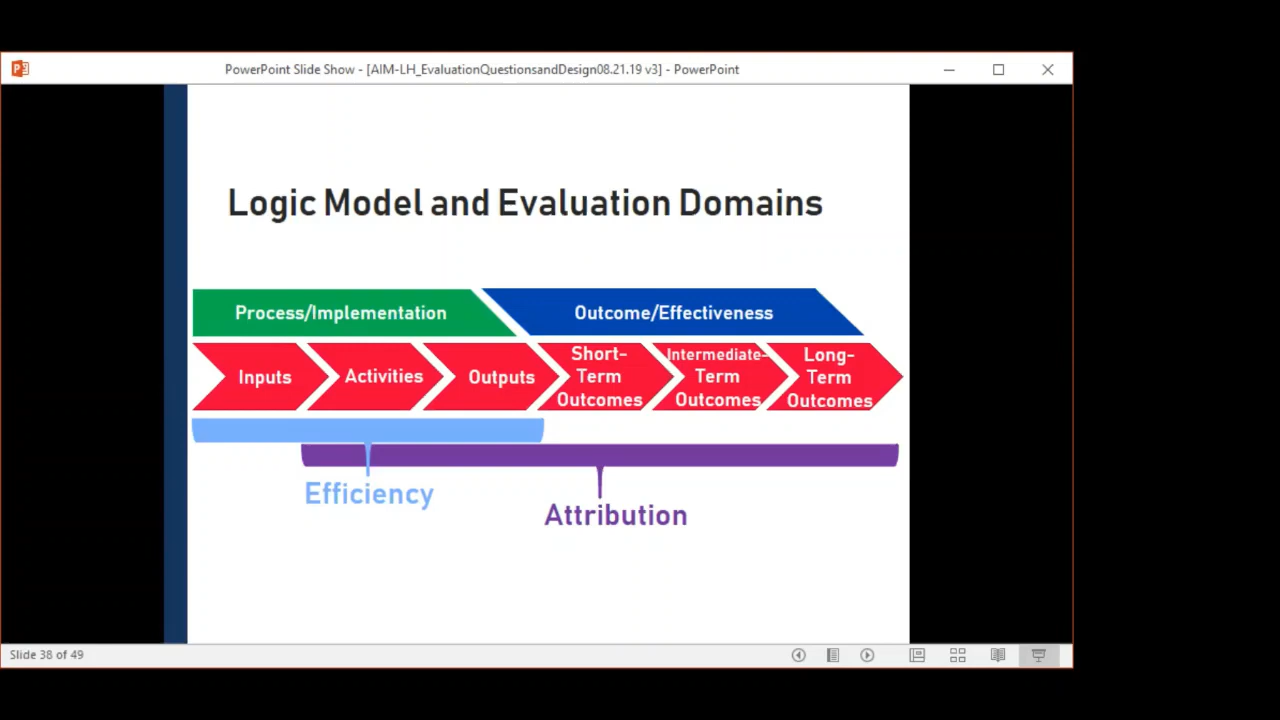 PowerPoint Slide Show - [AIM-LH_EvaluationQuestionsandDesign08.21.19 v3] - PowerPoint
Logic Model and Evaluation Domains
Process/Implementation
Outcome/Effectiveness
Inputs
Activities
Outputs
Short-
Term
Outcomes
Intermediate-
Term
Outcomes
Long-
Term
Outcomes
Efficiency
Attribution
Slide 38 of 49